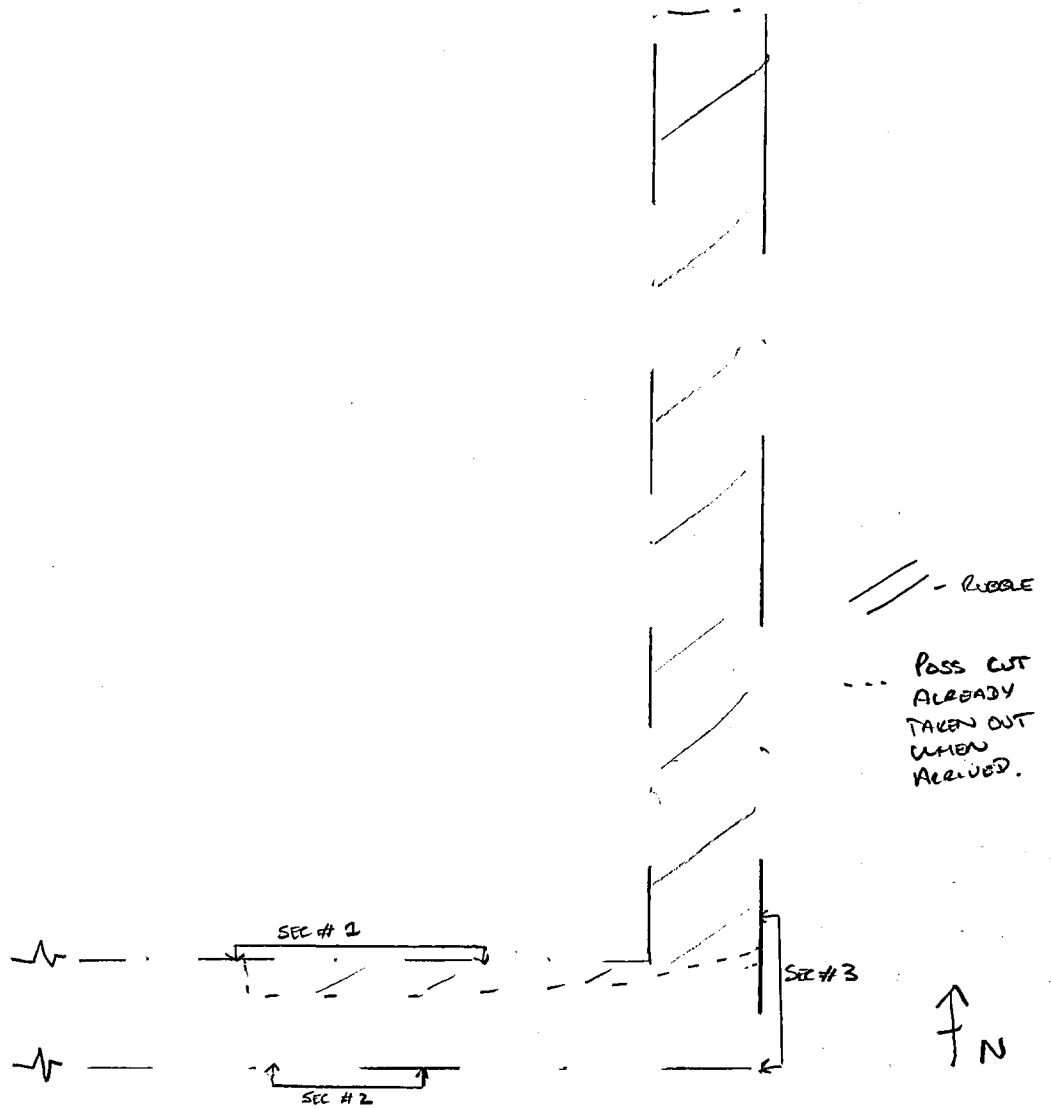 - RUBBLE
--- POSS CUT
ALREADY
TAKEN OUT
WHEN
ARRIVED.
SEC # 1
SEC # 3
N
SEC # 2